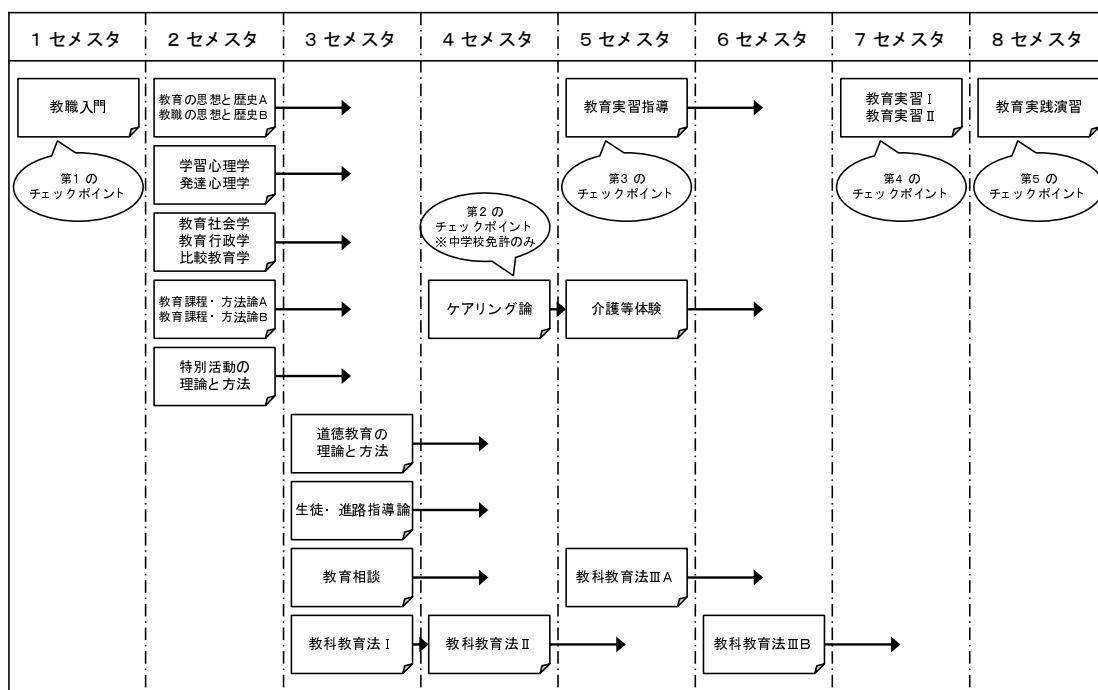 1 セメスタ
2 セメスタ
3 セメスタ
4 セメスタ
5 セメスタ
6 セメスタ
7 セメスタ
8 セメスタ
教職入門
教育の思想と歴史A
教職の思想と歴史B
教育実習指導
教育実習Ⅰ
教育実習Ⅱ
教育実践演習
第1 の
チェックポイント
学習心理学
発達心理学
第3 の
チェックポイント
第4 の
チェックポイント
第5 の
チェックポイント
教育社会学
教育行政学
比較教育学
第2 の
チェックポイント
※中学校免許のみ
教育課程・方法論A
教育課程・方法論B
ケアリング論
介護等体験
特別活動の
理論と方法
道徳教育の
理論と方法
生徒・進路指導論
教育相談
教科教育法ⅢA
教科教育法Ⅰ
教科教育法Ⅱ
教科教育法ⅢB